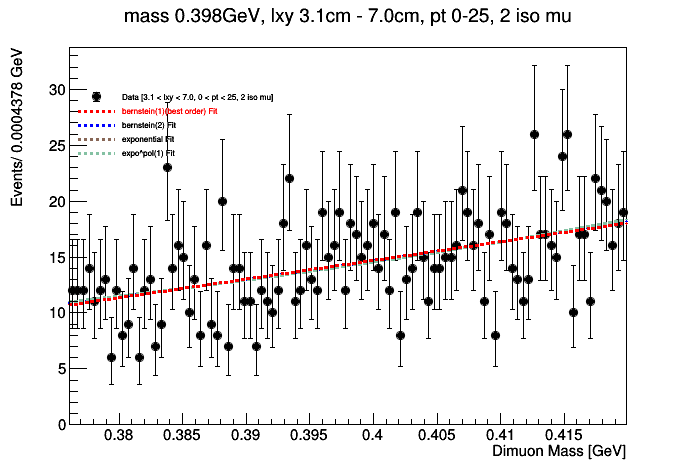 mass 0.398GeV, lxy 3.1cm - 7.0cm, pt 0-25, 2 iso mu
Events/ 0.0004378 GeV
30
25
20
15
10
5
0
Data [3.1 < lxy < 7.0, 0 < pt < 25, 2 iso mu]
bernstein(1)(best order) Fit
bernstein(2) Fit
exponential Fit
expo*pol(1) Fit
0.38 0.385 0.39 0.395 0.4 0.405 0.41 0.415
Dimuon Mass [GeV]